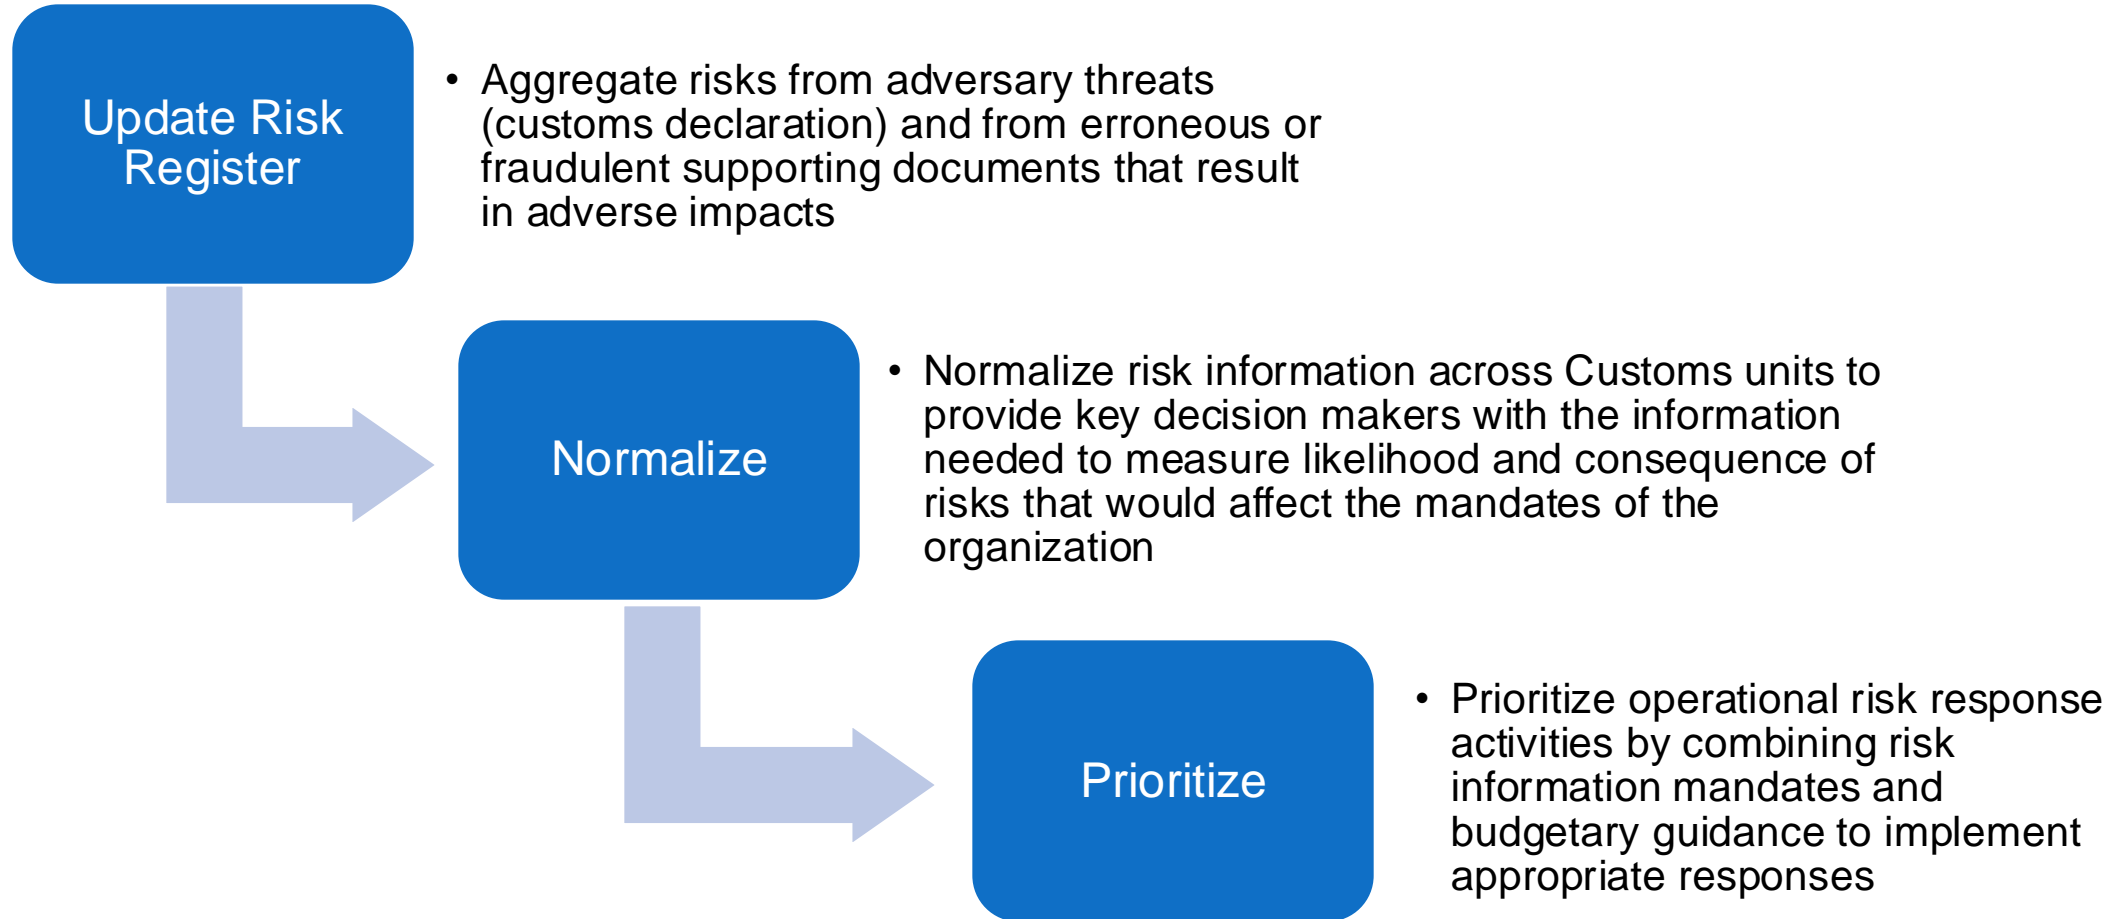 Update Risk
Register
• Aggregate risks from adversary threats
(customs declaration) and from erroneous or
fraudulent supporting documents that result
in adverse impacts
Normalize
• Normalize risk information across Customs units to
provide key decision makers with the information
needed to measure likelihood and consequence of
risks that would affect the mandates of the
organization
Prioritize
• Prioritize operational risk response
activities by combining risk
information mandates and
budgetary guidance to implement
appropriate responses